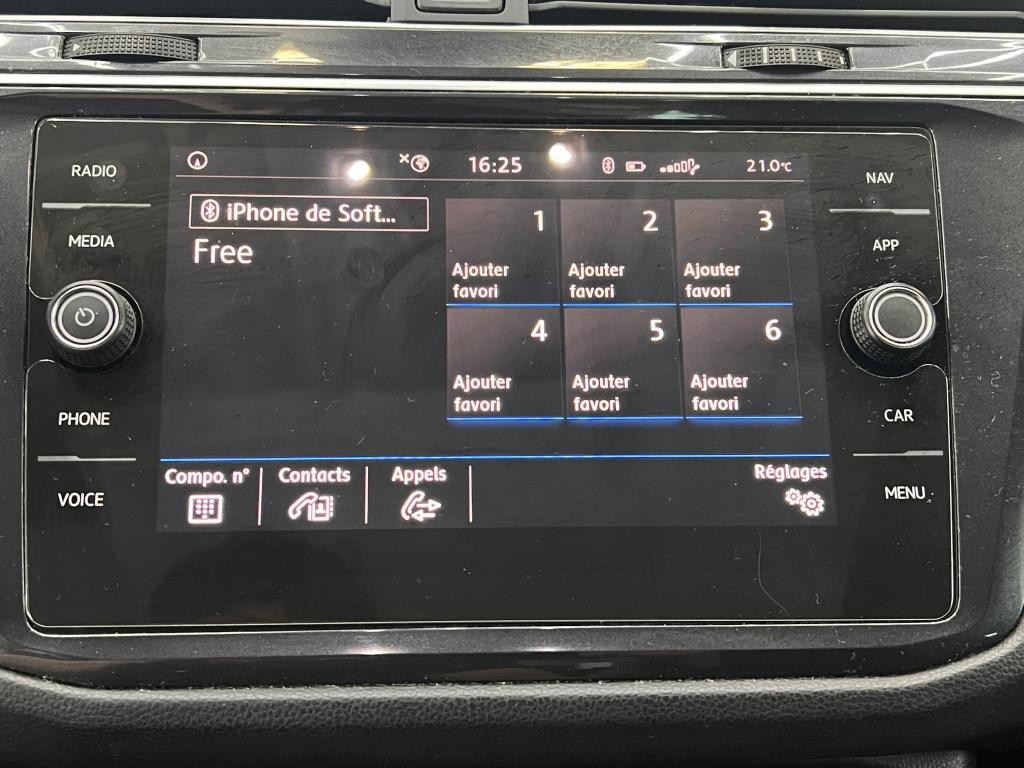 RADIO
MEDIA
PHONE
VOICE
16:25
21.0°C
iPhone de Soft...
Free
1
Ajouter
favori
2
Ajouter
favori
3
Ajouter
favori
4
Ajouter
favori
5
Ajouter
favori
6
Ajouter
favori
Compo. n°
Contacts
Appels
Réglages
NAV
APP
CAR
MENU